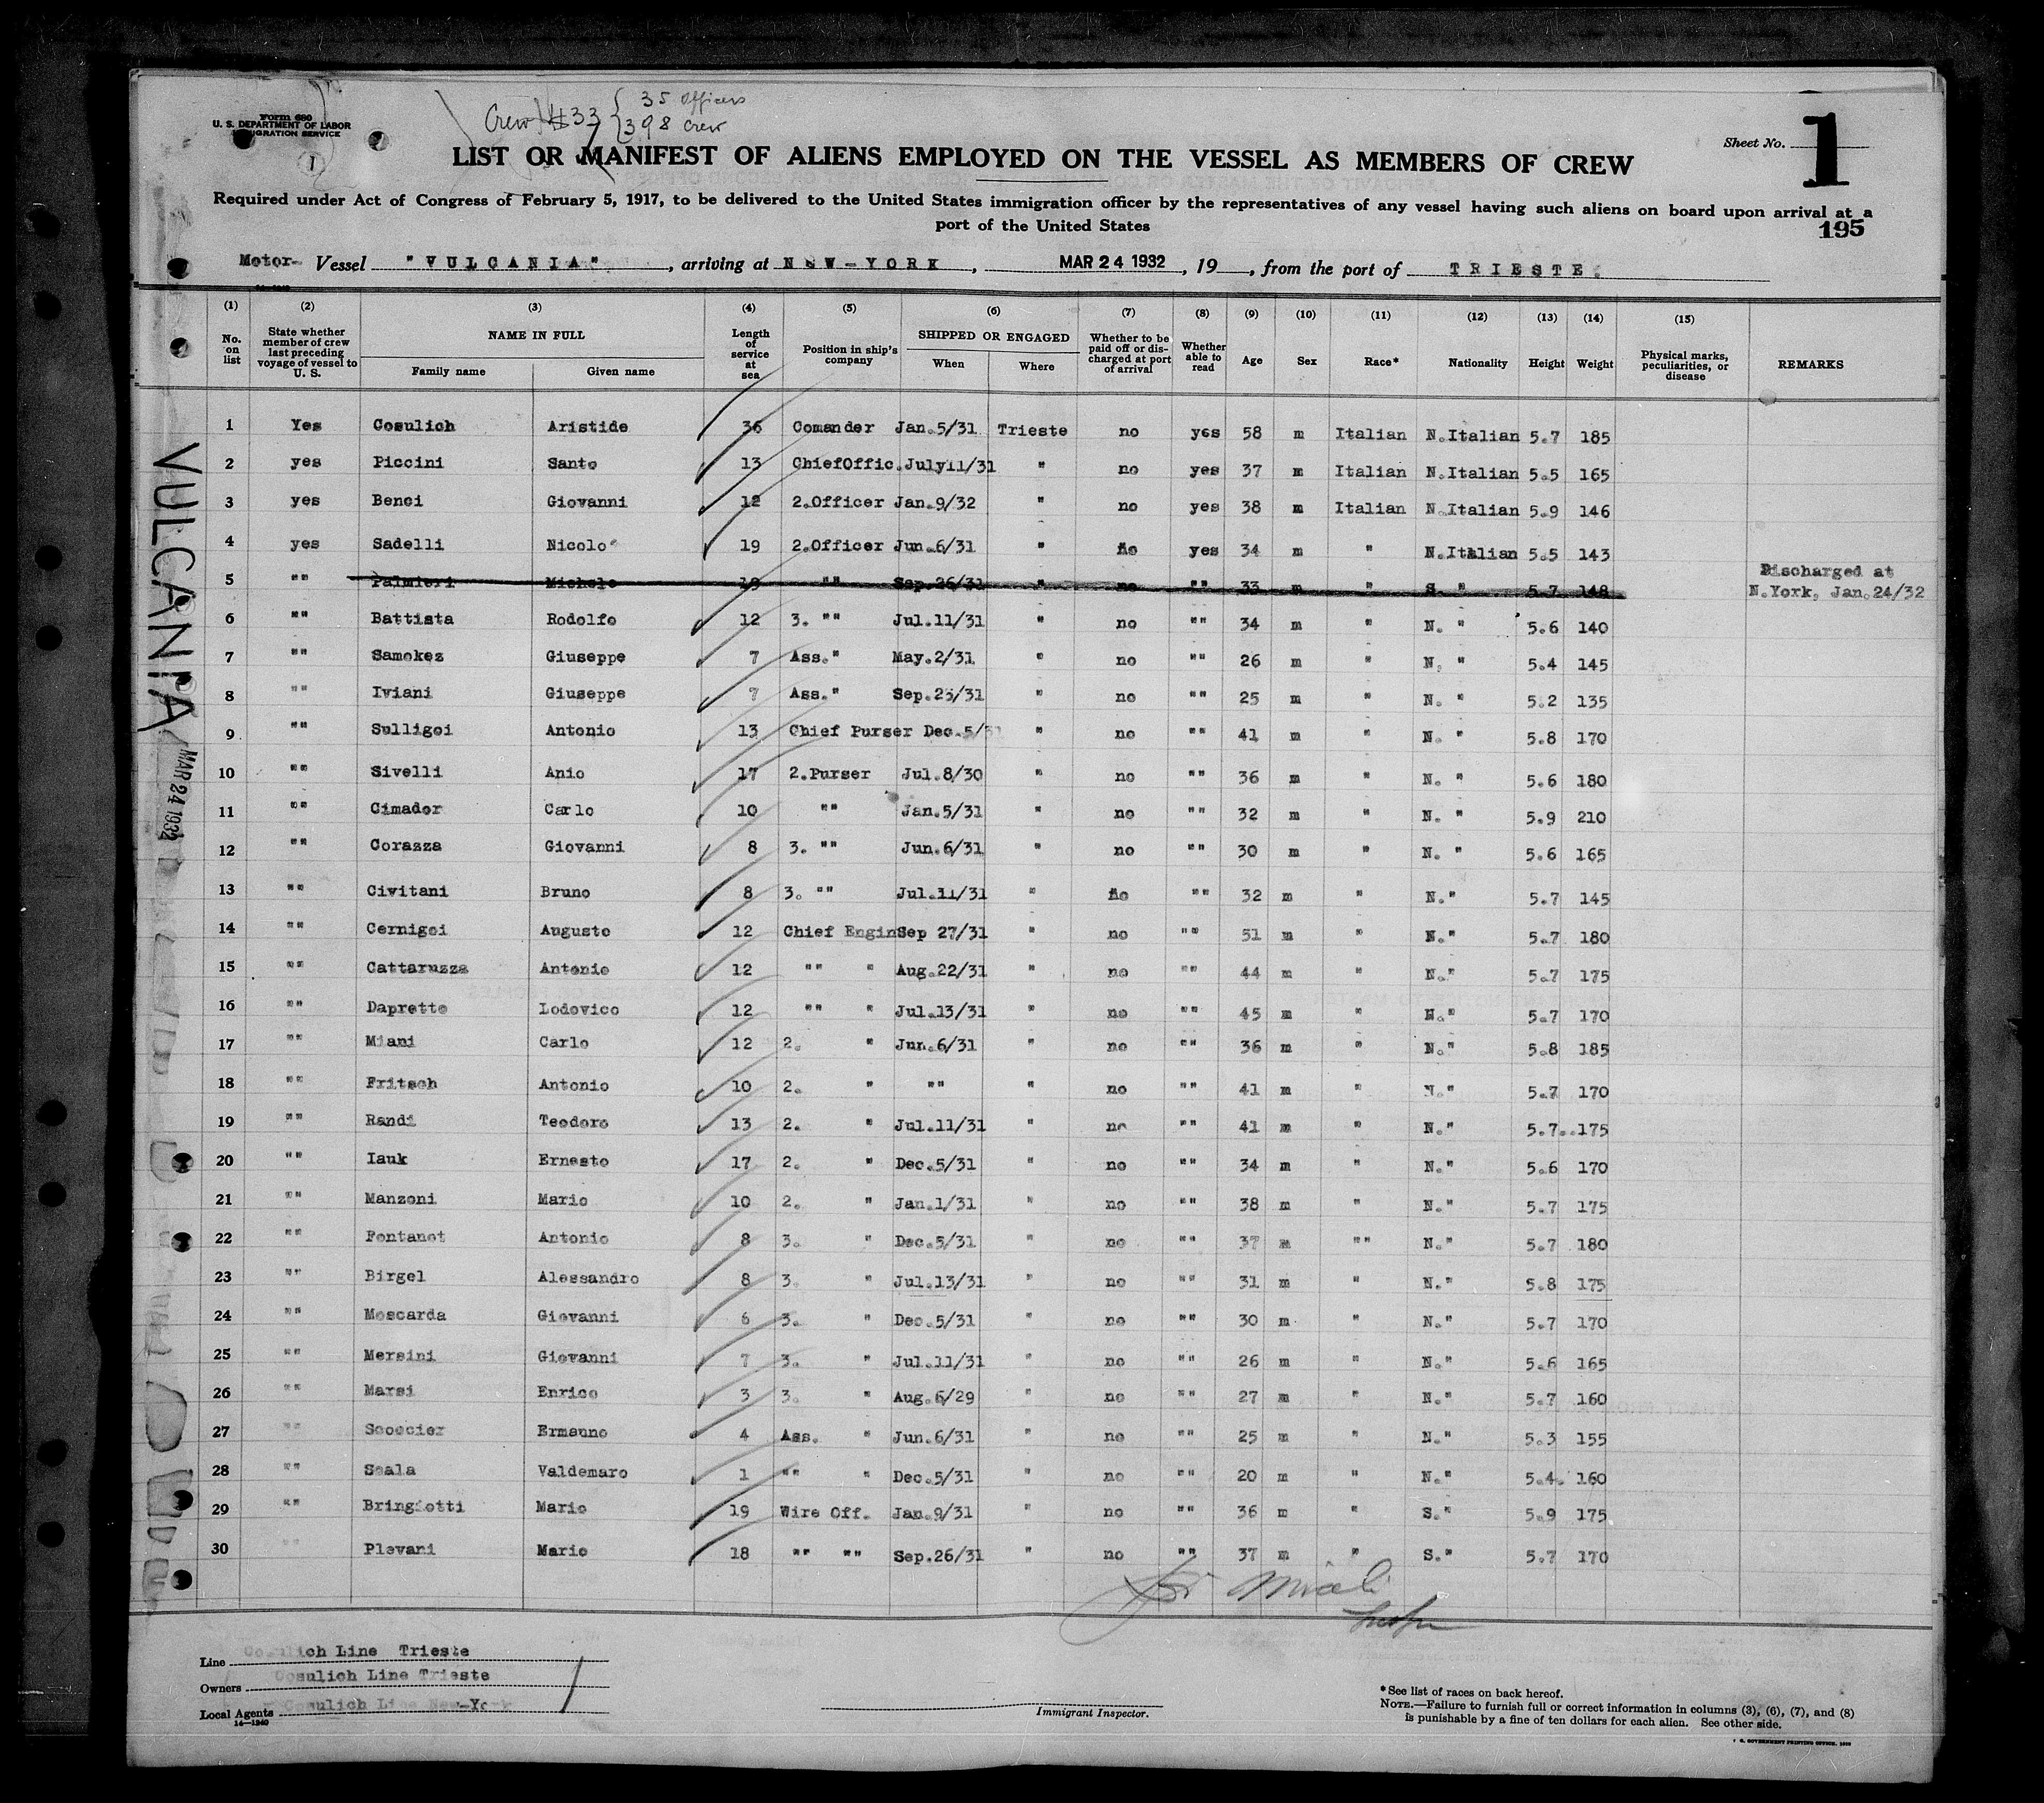 Form 680
U. S. DEPARTMENT OF LABOR
IMMIGRATION SERVICE
1
Crew 433 { 35 Officers
398 crew
LIST OR MANIFEST OF ALIENS EMPLOYED ON THE VESSEL AS MEMBERS OF CREW
Sheet No. 1
Required under Act of Congress of February 5, 1917, to be delivered to the United States immigration officer by the representatives of any vessel having such aliens on board upon arrival at a
port of the United States
195
Motor- Vessel "VULCANIA", arriving at NEW-YORK, MAR 24 1932, 19 , from the port of TRIESTE.
(1) (2) (3) (4) (5) (6) (7) (8) (9) (10) (11) (12) (13) (14) (15)
No. on list State whether member of crew last preceding voyage of vessel to U. S. NAME IN FULL Family name Given name Length of service at sea Position in ship's company SHIPPED OR ENGAGED When Where Whether to be paid off or discharged at port of arrival Whether able to read Age Sex Race* Nationality Height Weight Physical marks, peculiarities, or disease REMARKS
1 Yes Cosulich Aristide 36 Comander Jan.5/31 Trieste no yes 58 m Italian N.Italian 5.7 185
2 yes Piccini Santo 13 ChiefOffic.July11/31 " no yes 37 m Italian N.Italian 5.5 165
3 yes Benci Giovanni 12 2.Officer Jan.9/32 " no yes 38 m Italian N.Italian 5.9 146
4 yes Sadelli Nicolo' 19 2.Officer Jun.6/31 " no yes 34 m " N.Italian 5.5 143
5 "" Palmieri Michele 19 "" Sep.26/31 " no "" 33 m " S. " 5.7 148 Discharged at N.York, Jan.24/32
6 "" Battista Rodolfo 12 3. "" Jul.11/31 " no "" 34 m " N. " 5.6 140
7 "" Samokez Giuseppe 7 Ass." May.2/31 " no "" 26 m " N. " 5.4 145
8 "" Iviani Giuseppe 7 Ass." Sep.25/31 " no "" 25 m " N. " 5.2 135
9 "" Sulligoi Antonio 13 Chief Purser Dec.5/31 " no "" 41 m " N. " 5.8 170
10 "" Sivelli Anio 17 2.Purser Jul.8/30 " no "" 36 m " N. " 5.6 180
11 "" Cimador Carlo 10 "" Jan.5/31 " no "" 32 m " N. " 5.9 210
12 "" Corazza Giovanni 8 3. "" Jun.6/31 " no "" 30 m " N. " 5.6 165
13 "" Civitani Bruno 8 3. "" Jul.11/31 " no "" 32 m " N." 5.7 145
14 "" Cernigoi Augusto 12 Chief Engin Sep 27/31 " no "" 51 m " N." 5.7 180
15 "" Cattaruzza Antonio 12 "" " Aug.22/31 " no "" 44 m " N." 5.7 175
16 "" Dapretto Lodovico 12 "" " Jul.13/31 " no "" 45 m " N." 5.7 170
17 "" Miani Carlo 12 2. " Jun.6/31 " no "" 36 m " N." 5.8 185
18 "" Fritsch Antonio 10 2. " "" " no "" 41 m " N." 5.7 170
19 "" Randi Teodoro 13 2. " Jul.11/31 " no "" 41 m " N." 5.7..175
20 "" Iauk Ernesto 17 2. " Dec.5/31 " no "" 34 m " N." 5.6 170
21 "" Manzoni Mario 10 2. " Jan.1/31 " no "" 38 m " N." 5.7 175
22 "" Fontanot Antonio 8 3. " Dec.5/31 " no "" 37 m "" N." 5.7 180
23 "" Birgel Alessandro 8 3. " Jul.13/31 " no "" 31 m " N." 5.8 175
24 "" Moscarda Giovanni 6 3. " Dec.5/31 " no "" 30 m " N." 5.7 170
25 "" Mersini Giovanni 7 3. " Jul.11/31 " no "" 26 m " N." 5.6 165
26 "" Marsi Enrico 3 3. " Aug.6/29 " no "" 27 m " N." 5.7 160
27 "" Scoccier Ermanno 4 Ass. " Jun.6/31 " no "" 25 m " N." 5.3 155
28 "" Scala Valdemaro 1 "" " Dec.5/31 " no "" 20 m " N." 5.4. 160
29 "" Bringiotti Mario 19 Wire Off. Jan.9/31 " no "" 36 m " S." 5.9 175
30 "" Plevani Mario 18 "" "" Sep.26/31 " no "" 37 m " S." 5.7 170
VULCANIA MAR 24 1932
Line Cosulich Line Trieste
Owners Cosulich Line Trieste
Local Agents Cosulich Line New-York
14—1240
Immigrant Inspector.
*See list of races on back hereof.
NOTE.—Failure to furnish full or correct information in columns (3), (6), (7), and (8)
is punishable by a fine of ten dollars for each alien. See other side.